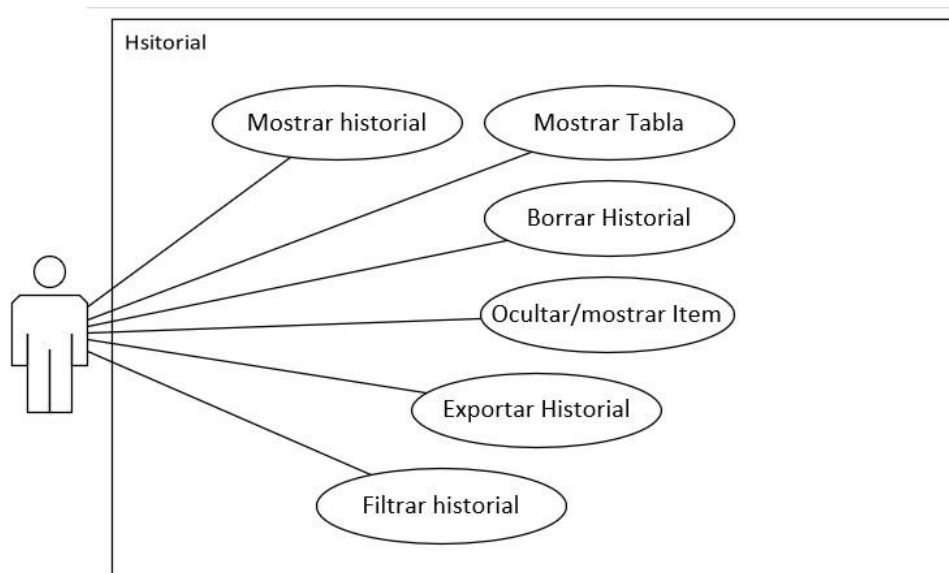 Hsitorial
Mostrar historial
Mostrar Tabla
Borrar Historial
Ocultar/mostrar Item
Exportar Historial
Filtrar historial